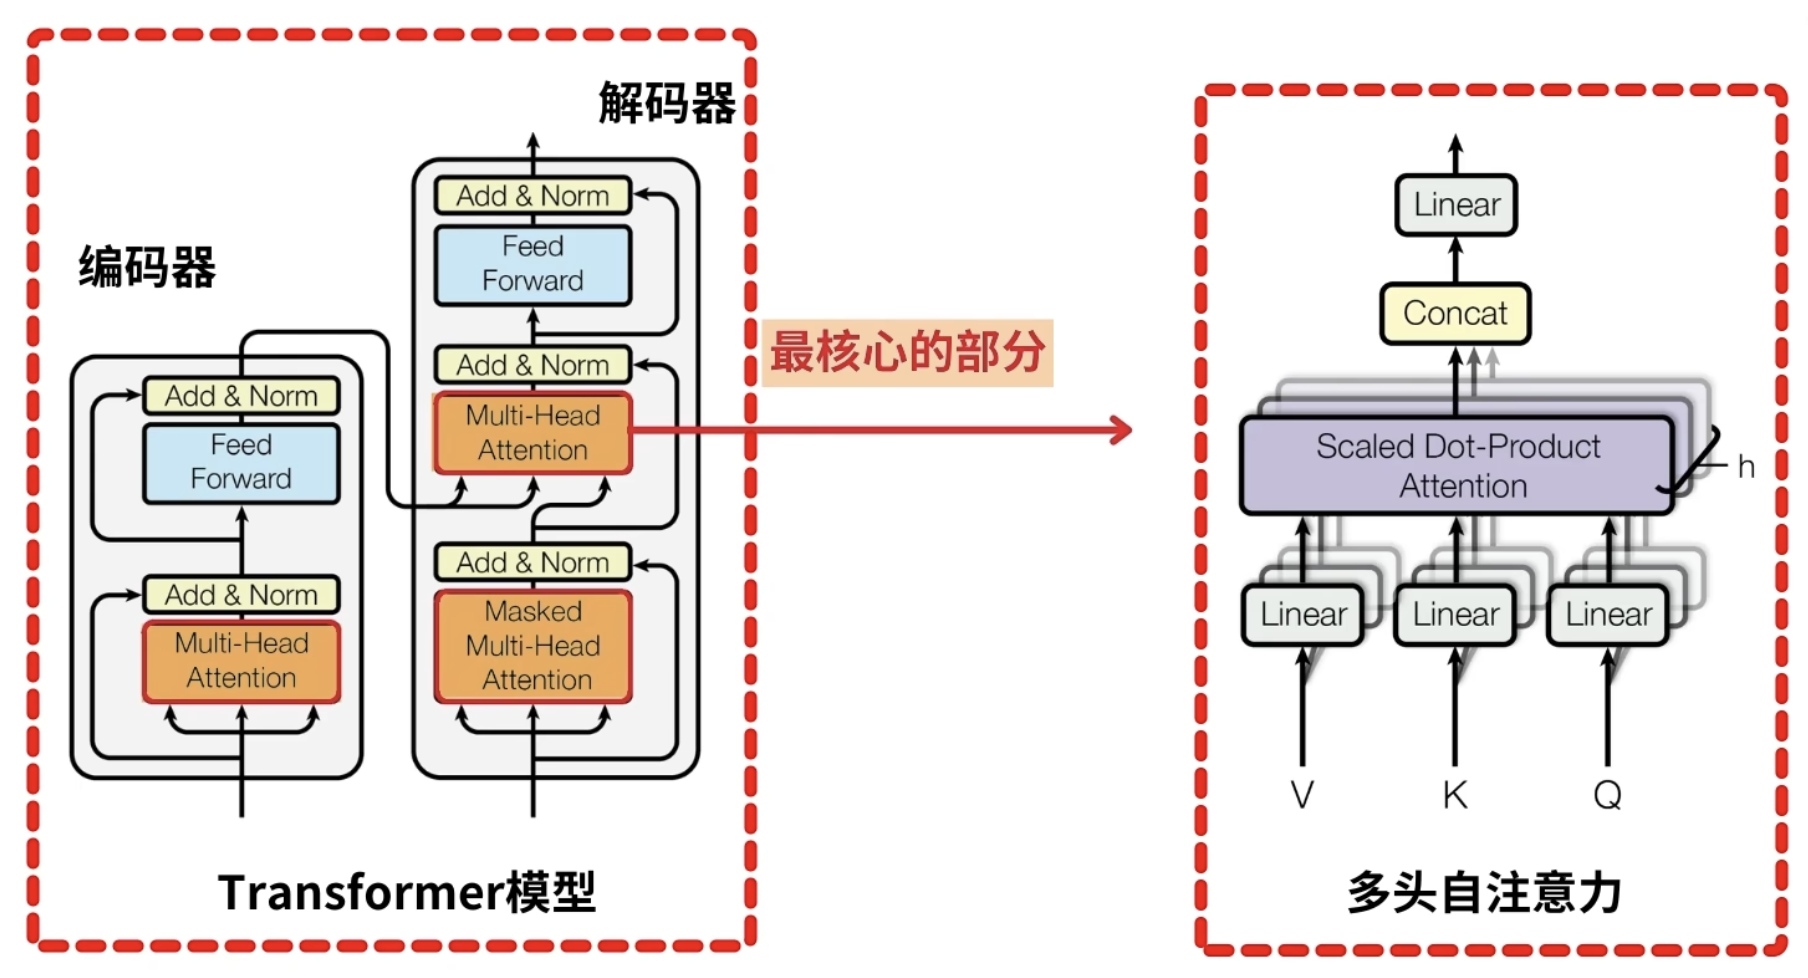 解码器
Add & Norm
Feed
Forward
Add & Norm
Multi-Head
Attention
Add & Norm
Masked
Multi-Head
Attention
编码器
Add & Norm
Feed
Forward
Add & Norm
Multi-Head
Attention
Transformer模型
最核心的部分
Linear
Concat
Scaled Dot-Product
Attention
h
Linear
Linear
Linear
V
K
Q
多头自注意力